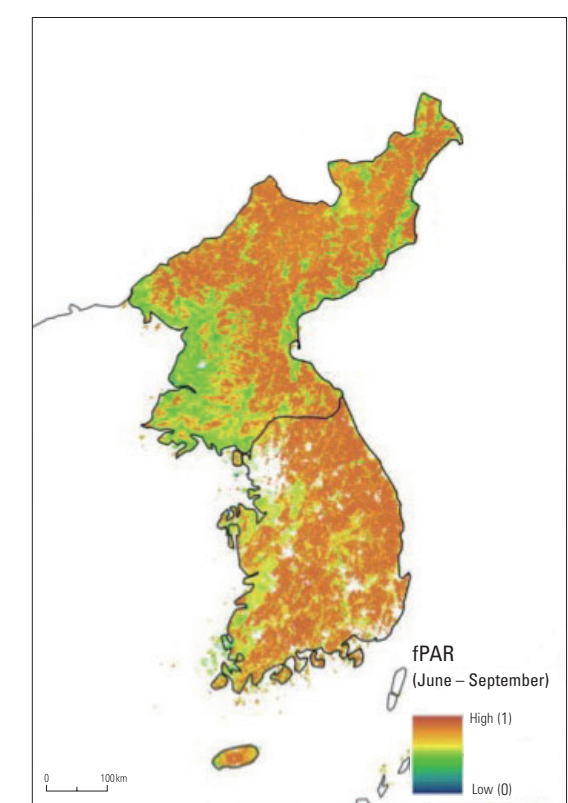 fPAR
(June – September)
High (1)
Low (0)
0 100km